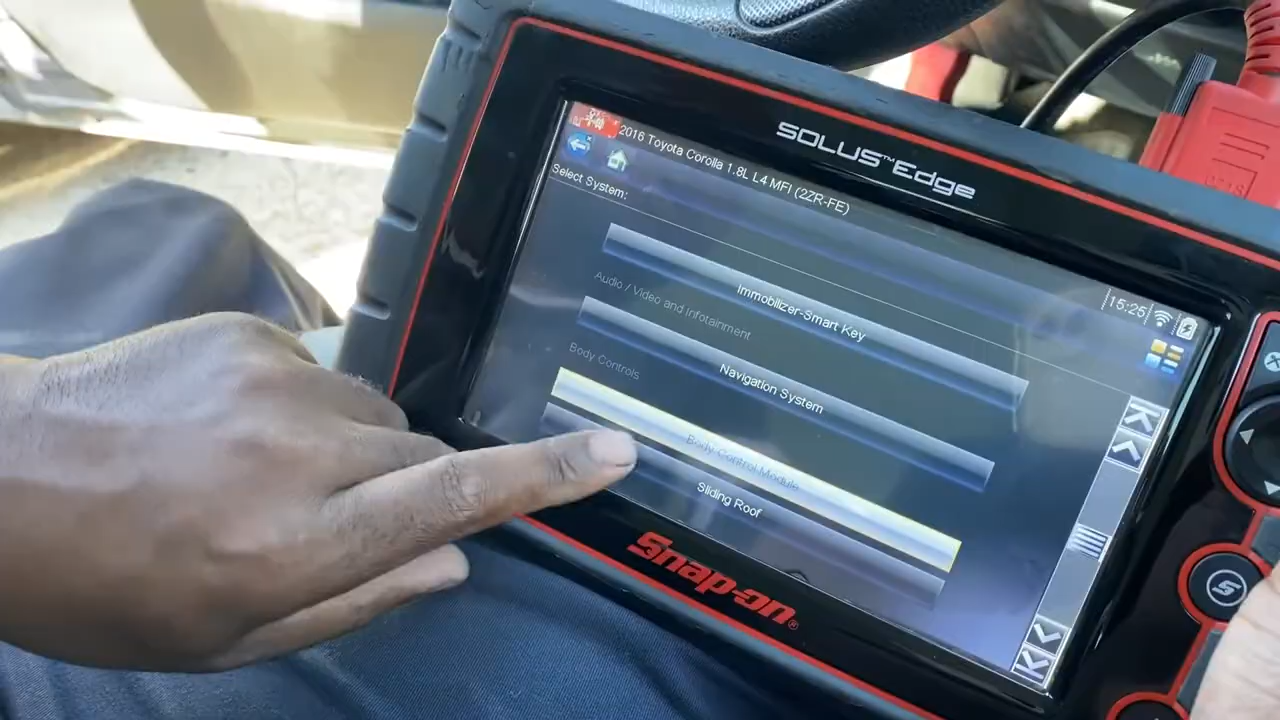 SOLUS™ Edge
2016 Toyota Corolla 1.8L L4 MFI (2ZR-FE)
Select System:
15:25
Immobilizer-Smart Key
Audio / Video and Infotainment
Navigation System
Body Controls
Body Control Module
Sliding Roof
Snap-on®